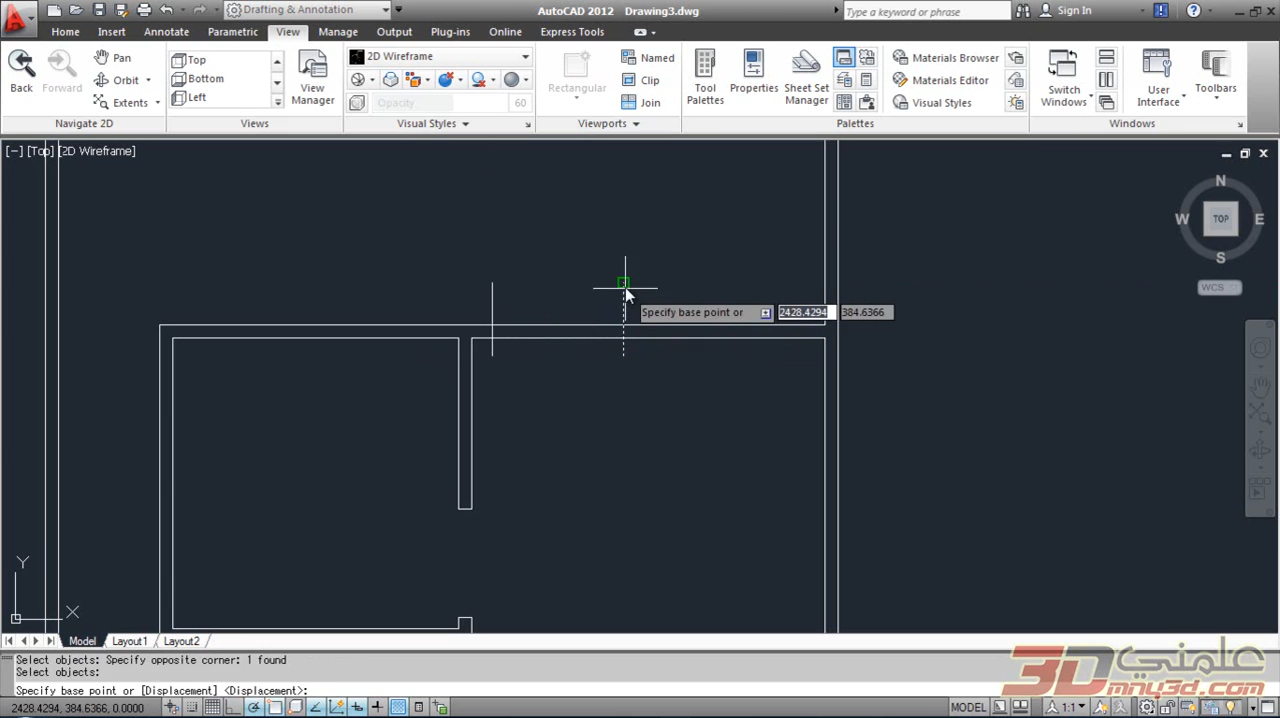 Drafting & Annotation
AutoCAD 2012 Drawing3.dwg
Type a keyword or phrase
Sign In
Home Insert Annotate Parametric View Manage Output Plug-ins Online Express Tools
Back
Forward
Pan
Orbit
Extents
Navigate 2D
Top
Bottom
Left
View Manager
Views
2D Wireframe
Opacity 60
Visual Styles
Rectangular
Named
Clip
Join
Viewports
Tool Palettes
Properties
Sheet Set Manager
Materials Browser
Materials Editor
Visual Styles
Palettes
Switch Windows
User Interface
Toolbars
Windows
[−] [Top] [2D Wireframe]
N
W TOP E
S
WCS
Specify base point or 2428.4294 384.6366
Y
X
Model Layout1 Layout2
Select objects: Specify opposite corner: 1 found
Select objects:
Specify base point or [Displacement] <Displacement>:
2428.4294, 384.6366, 0.0000
MODEL
1:1
3D علمني
mny3d.com